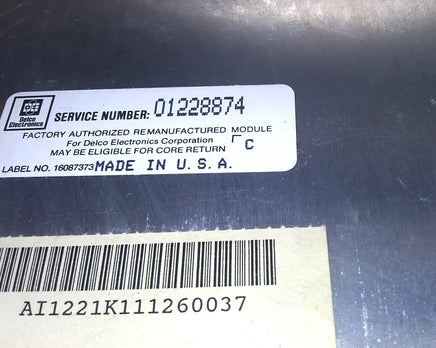 Delco
Electronics
SERVICE NUMBER: 01228874
FACTORY AUTHORIZED REMANUFACTURED MODULE
For Delco Electronics Corporation
MAY BE ELIGIBLE FOR CORE RETURN
C
LABEL NO. 16087373 MADE IN U.S.A.
AI1221K111260037